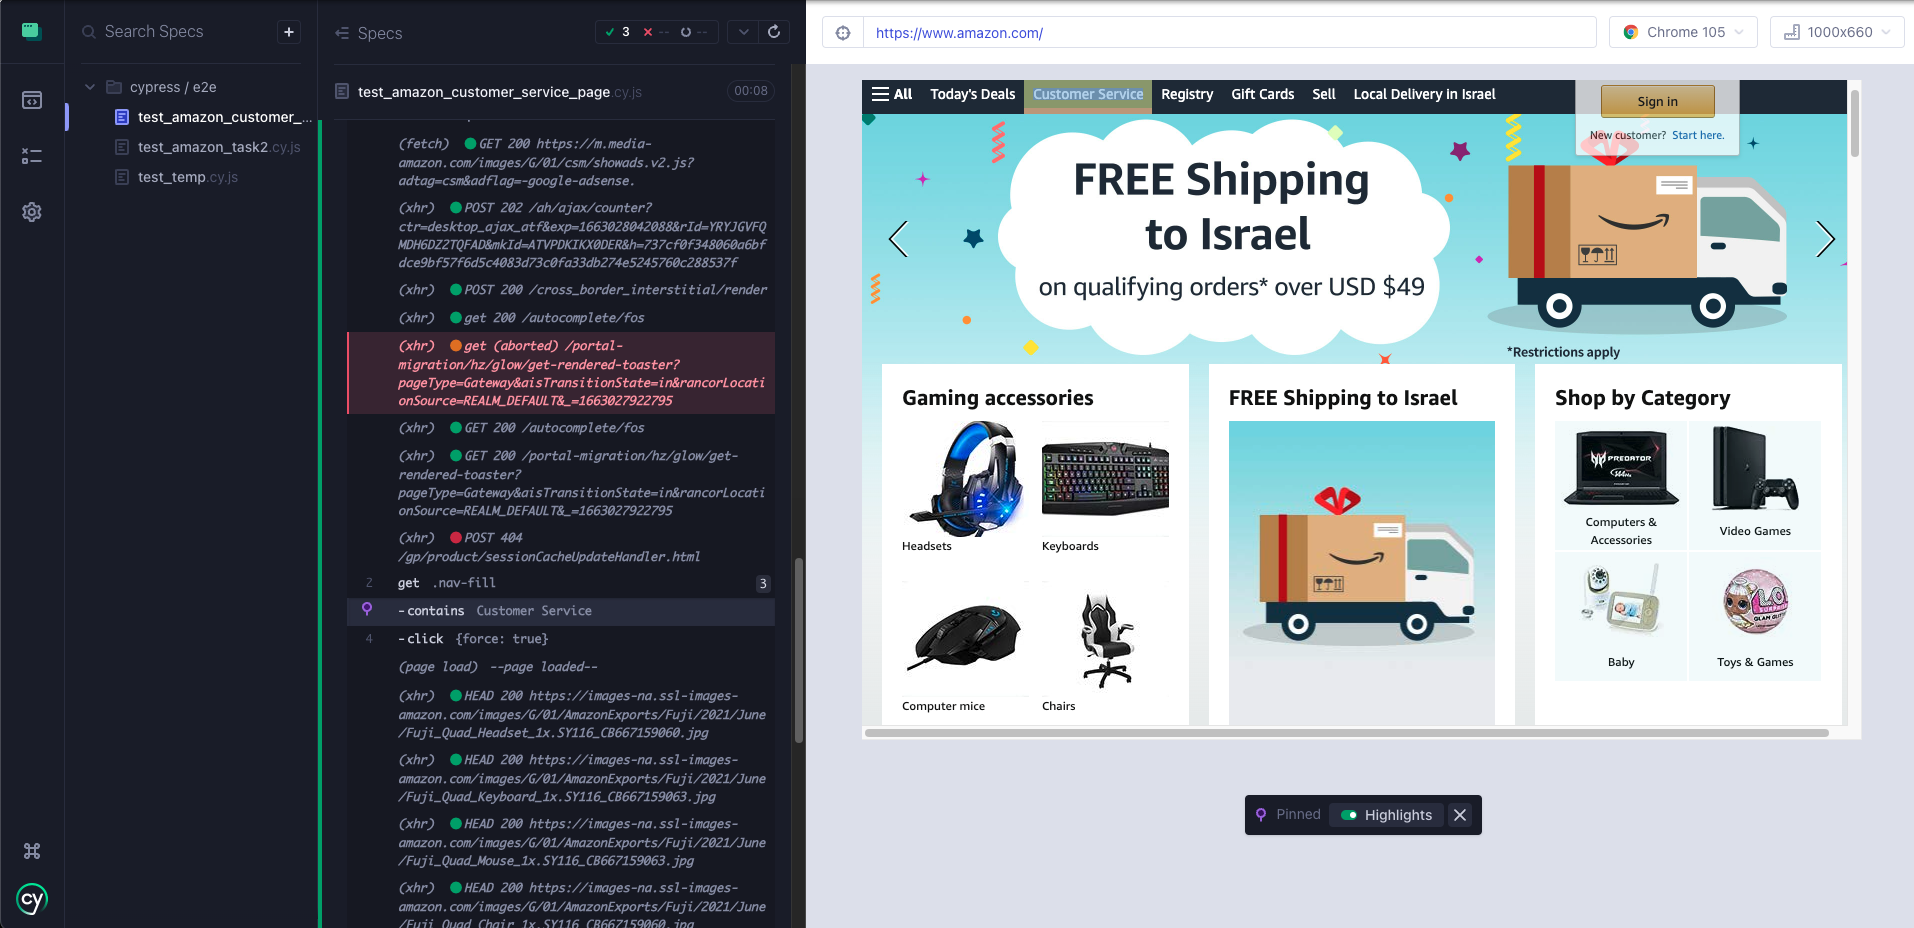 Search Specs
+
cypress / e2e
test_amazon_customer_...
test_amazon_task2.cy.js
test_temp.cy.js
cy
Specs
3 -- --
test_amazon_customer_service_page.cy.js
00:08
(fetch) GET 200 https://m.media-
amazon.com/images/G/01/csm/showads.v2.js?
adtag=csm&adflag=-google-adsense.
(xhr) POST 202 /ah/ajax/counter?
ctr=desktop_ajax_atf&exp=1663028042088&rId=YRYJGVFQ
MDH6DZ2TQFAD&mkId=ATVPDKIKX0DER&h=737cf0f348060a6bf
dce9bf57f6d5c4083d73c0fa33db274e5245760c288537f
(xhr) POST 200 /cross_border_interstitial/render
(xhr) get 200 /autocomplete/fos
(xhr) get (aborted) /portal-
migration/hz/glow/get-rendered-toaster?
pageType=Gateway&aisTransitionState=in&rancorLocati
onSource=REALM_DEFAULT&_=1663027922795
(xhr) GET 200 /autocomplete/fos
(xhr) GET 200 /portal-migration/hz/glow/get-
rendered-toaster?
pageType=Gateway&aisTransitionState=in&rancorLocati
onSource=REALM_DEFAULT&_=1663027922795
(xhr) POST 404
/gp/product/sessionCacheUpdateHandler.html
2 get .nav-fill 3
-contains Customer Service
4 -click {force: true}
(page load) --page loaded--
(xhr) HEAD 200 https://images-na.ssl-images-
amazon.com/images/G/01/AmazonExports/Fuji/2021/June
/Fuji_Quad_Headset_1x.SY116_CB667159060.jpg
(xhr) HEAD 200 https://images-na.ssl-images-
amazon.com/images/G/01/AmazonExports/Fuji/2021/June
/Fuji_Quad_Keyboard_1x.SY116_CB667159063.jpg
(xhr) HEAD 200 https://images-na.ssl-images-
amazon.com/images/G/01/AmazonExports/Fuji/2021/June
/Fuji_Quad_Mouse_1x.SY116_CB667159063.jpg
(xhr) HEAD 200 https://images-na.ssl-images-
amazon.com/images/G/01/AmazonExports/Fuji/2021/June
/Fuji_Quad_Chair_1x.SY116_CB667159060.jpg
https://www.amazon.com/
Chrome 105
1000x660
All Today's Deals Customer Service Registry Gift Cards Sell Local Delivery in Israel
Sign in
New customer? Start here.
FREE Shipping
to Israel
on qualifying orders* over USD $49
*Restrictions apply
Gaming accessories
Headsets
Keyboards
Computer mice
Chairs
FREE Shipping to Israel
Shop by Category
PREDATOR
Computers &
Accessories
Video Games
Baby
Toys & Games
Pinned
Highlights